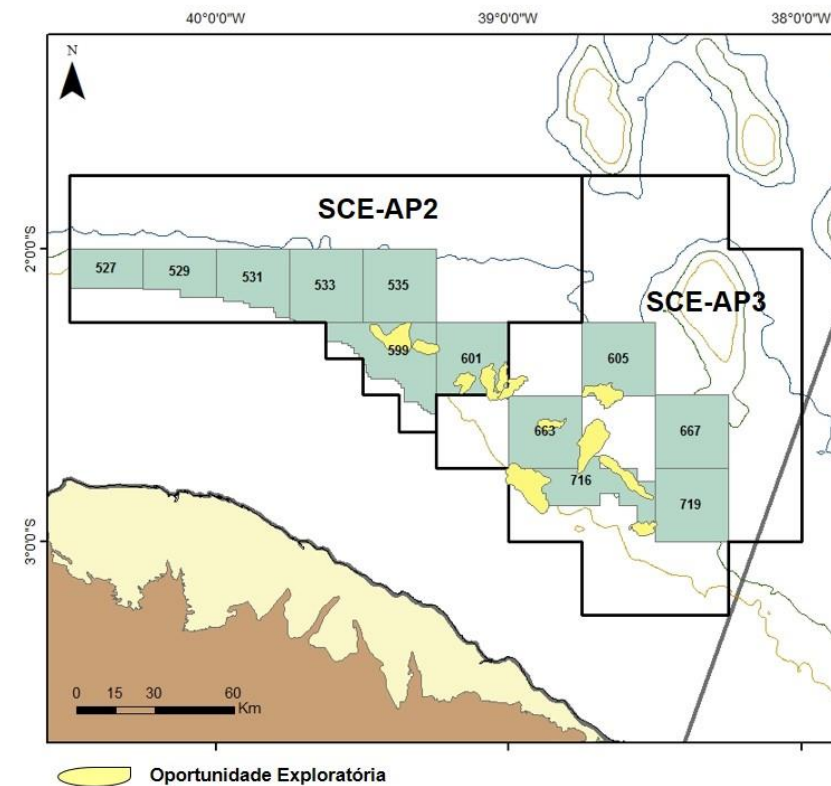 40°0'0"W 39°0'0"W 38°0'0"W
N
SCE-AP2
2°0'0"S
527 529 531 533 535
SCE-AP3
599 601 605
663 667
716 719
3°0'0"S
0 15 30 60
Km
Oportunidade Exploratória